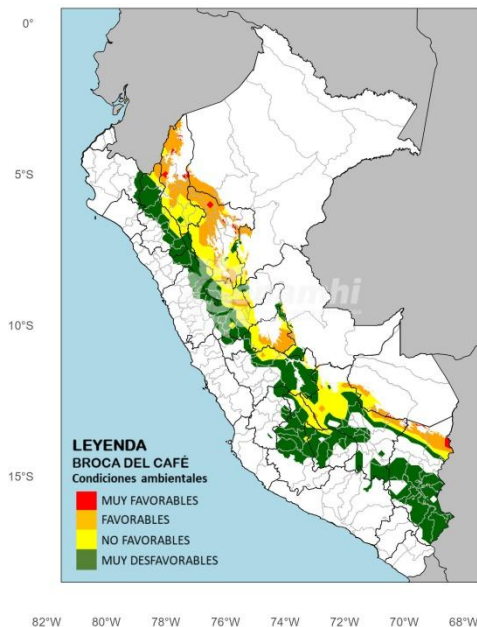 0°
5°S
10°S
15°S
senamhi
LEYENDA
BROCA DEL CAFÉ
Condiciones ambientales
MUY FAVORABLES
FAVORABLES
NO FAVORABLES
MUY DESFAVORABLES
82°W 80°W 78°W 76°W 74°W 72°W 70°W 68°W